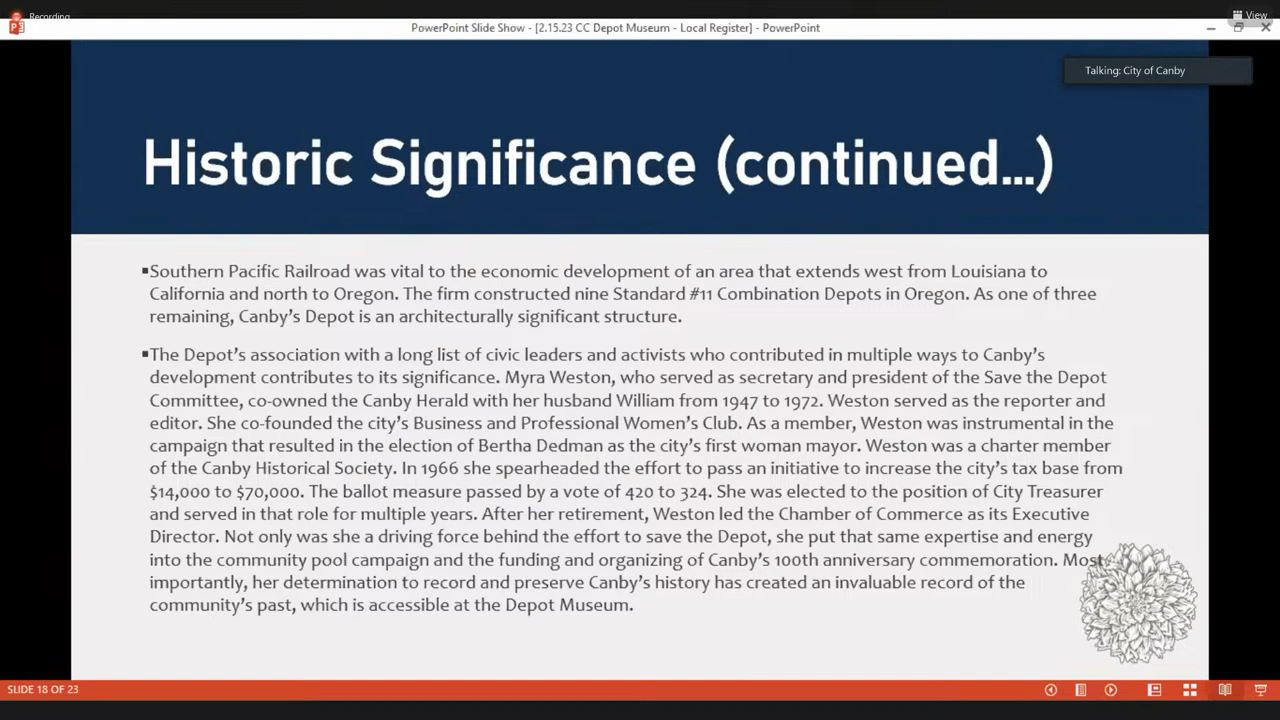 Recording
View
PowerPoint Slide Show - [2.15.23 CC Depot Museum - Local Register] - PowerPoint
Talking: City of Canby
Historic Significance (continued...)
▪Southern Pacific Railroad was vital to the economic development of an area that extends west from Louisiana to
California and north to Oregon. The firm constructed nine Standard #11 Combination Depots in Oregon. As one of three
remaining, Canby's Depot is an architecturally significant structure.
▪The Depot's association with a long list of civic leaders and activists who contributed in multiple ways to Canby's
development contributes to its significance. Myra Weston, who served as secretary and president of the Save the Depot
Committee, co-owned the Canby Herald with her husband William from 1947 to 1972. Weston served as the reporter and
editor. She co-founded the city's Business and Professional Women's Club. As a member, Weston was instrumental in the
campaign that resulted in the election of Bertha Dedman as the city's first woman mayor. Weston was a charter member
of the Canby Historical Society. In 1966 she spearheaded the effort to pass an initiative to increase the city's tax base from
$14,000 to $70,000. The ballot measure passed by a vote of 420 to 324. She was elected to the position of City Treasurer
and served in that role for multiple years. After her retirement, Weston led the Chamber of Commerce as its Executive
Director. Not only was she a driving force behind the effort to save the Depot, she put that same expertise and energy
into the community pool campaign and the funding and organizing of Canby's 100th anniversary commemoration. Most
importantly, her determination to record and preserve Canby's history has created an invaluable record of the
community's past, which is accessible at the Depot Museum.
SLIDE 18 OF 23